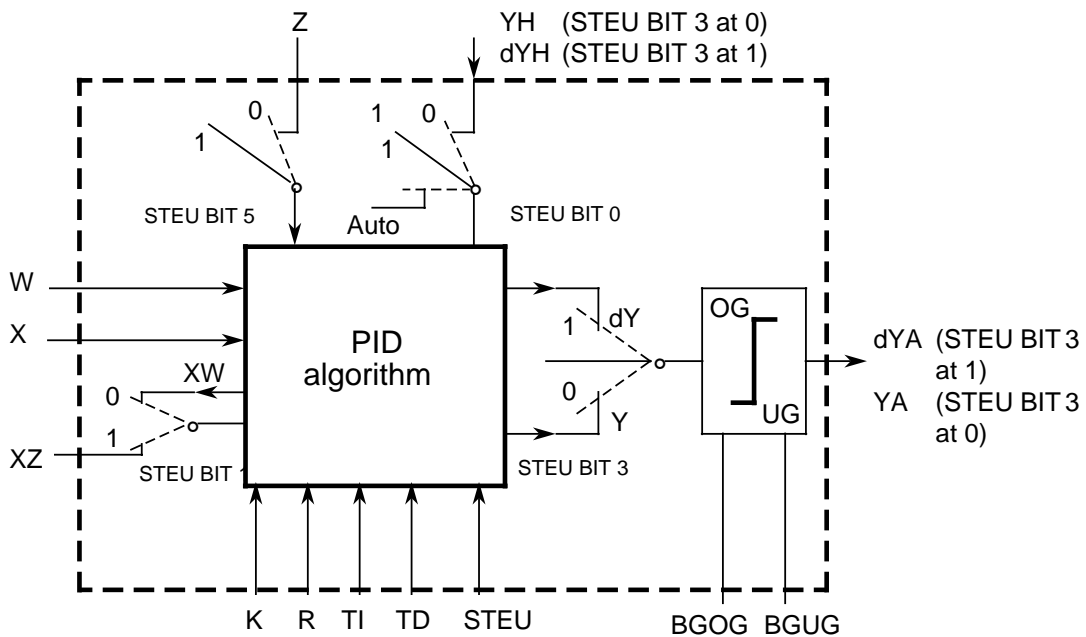 Z
YH (STEU BIT 3 at 0)
dYH (STEU BIT 3 at 1)
0
1
1
0
1
STEU BIT 5
Auto
STEU BIT 0
W
X
XW
0
1
XZ
STEU BIT
PID
algorithm
dY
1
0
Y
STEU BIT 3
OG
UG
dYA (STEU BIT 3
at 1)
YA (STEU BIT 3
at 0)
K R TI TD STEU
BGOG BGUG